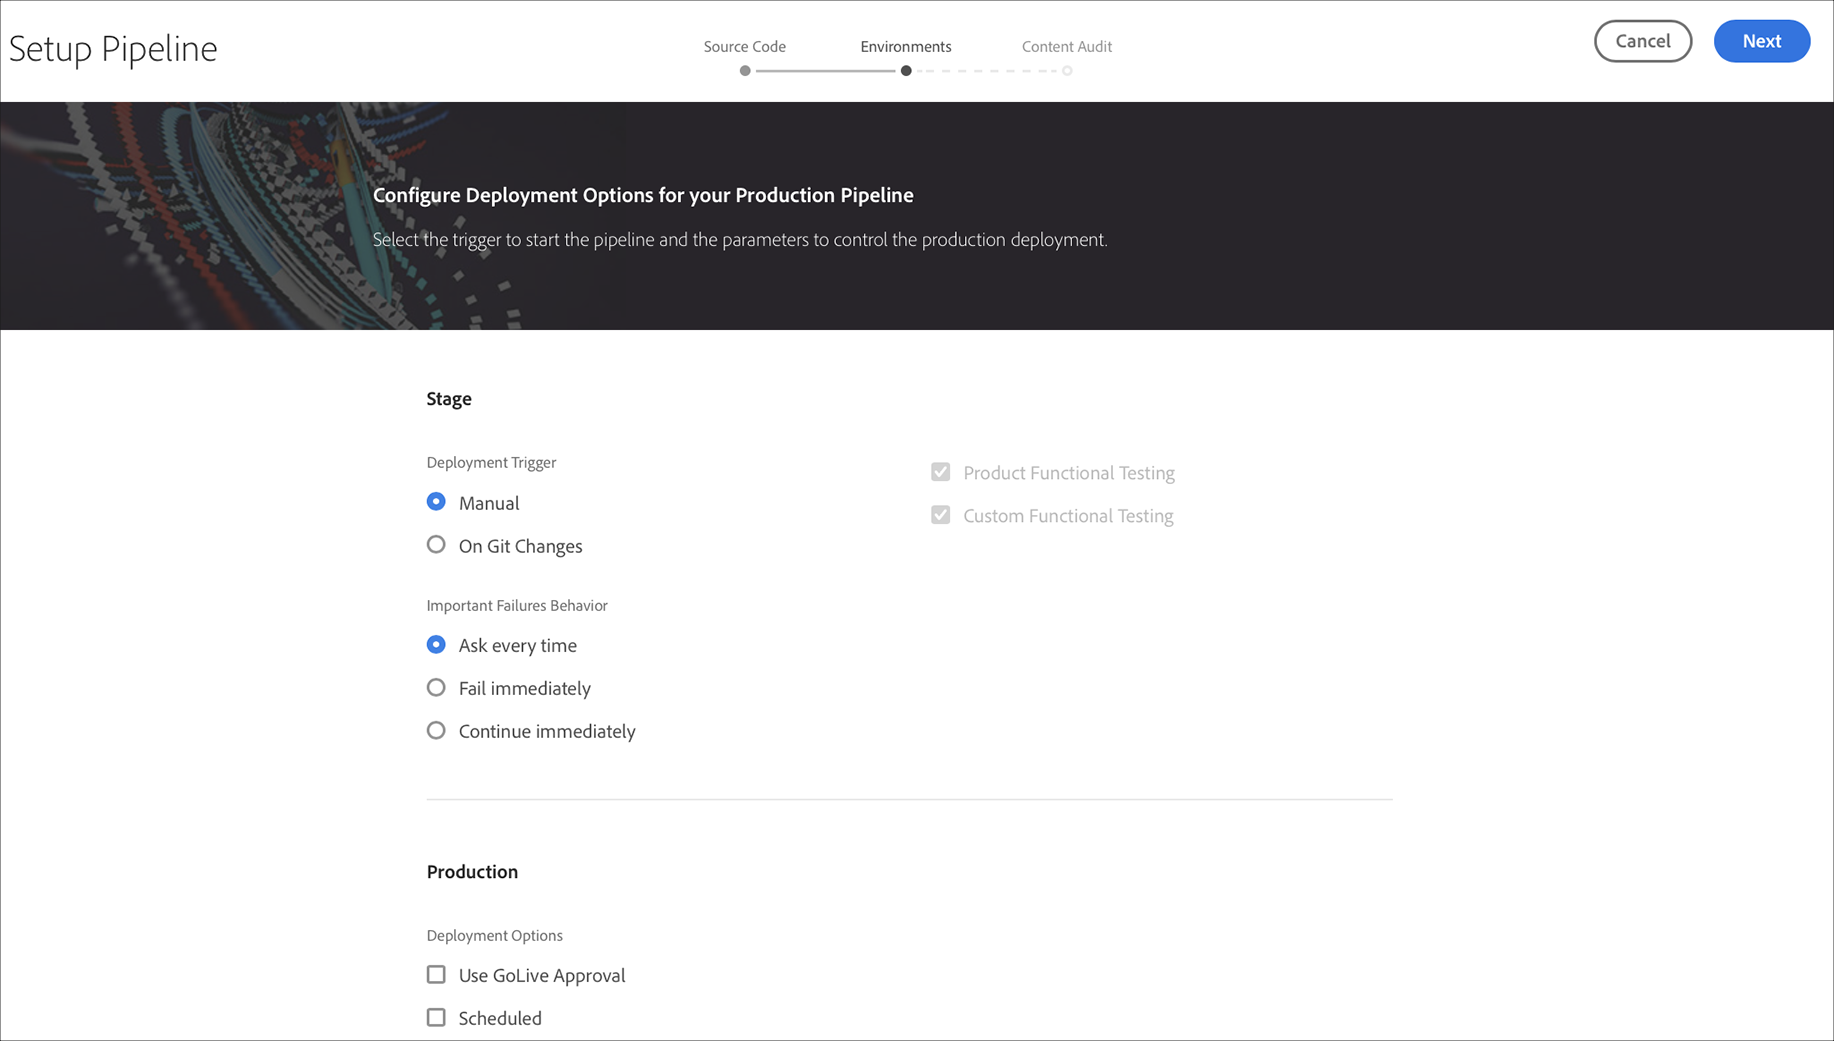 Setup Pipeline
Source Code
Environments
Content Audit
Cancel
Next
Configure Deployment Options for your Production Pipeline
Select the trigger to start the pipeline and the parameters to control the production deployment.
Stage
Deployment Trigger
Manual
On Git Changes
Product Functional Testing
Custom Functional Testing
Important Failures Behavior
Ask every time
Fail immediately
Continue immediately
Production
Deployment Options
Use GoLive Approval
Scheduled